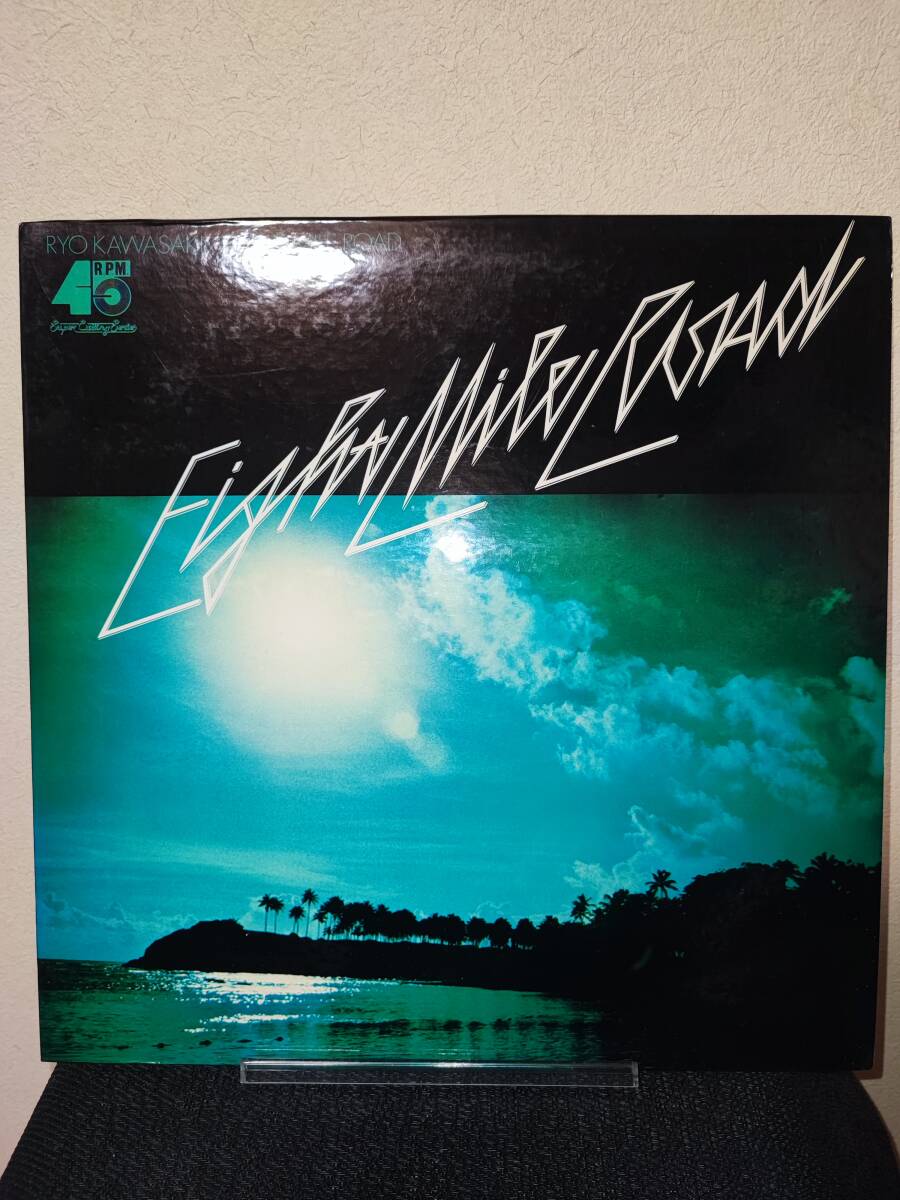 RYO KAWASAKI ROAD
45 RPM
Super Cutting Series
Eight Mile Road